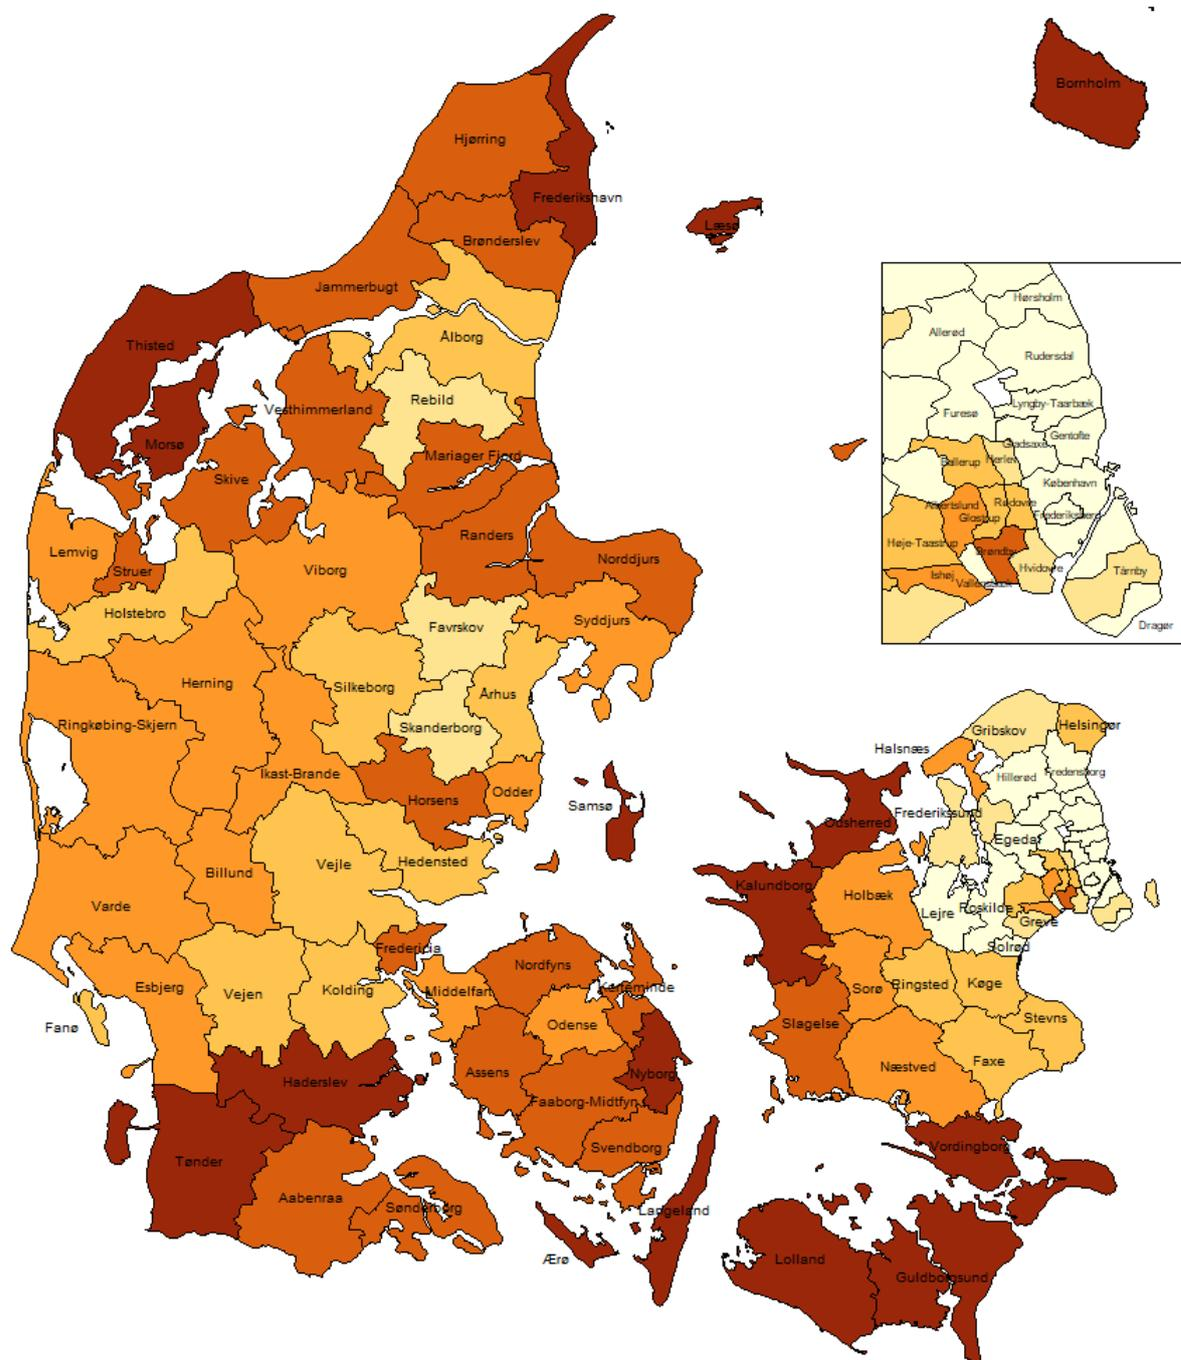 Bornholm
Hjørring
Frederikshavn
Læsø
Brønderslev
Jammerbugt
Hørsholm
Allerød
Ålborg
Thisted
Rudersdal
Rebild
Lyngby-Taarbæk
Vesthimmerland
Furesø
Gentofte
Morsø
Gladsaxe
Mariager Fjord
Ballerup
Herlev
Skive
København
Rødovre
Albertslund
Frederiksberg
Glostrup
Randers
Høje-Taastrup
Lemvig
Brøndby
Norddjurs
Struer
Viborg
Hvidovre
Tårnby
Ishøj
Vallensbæk
Holstebro
Syddjurs
Favrskov
Dragør
Herning
Silkeborg
Århus
Ringkøbing-Skjern
Skanderborg
Gribskov
Helsingør
Halsnæs
Ikast-Brande
Hillerød
Fredensborg
Odder
Horsens
Samsø
Frederikssund
Odsherred
Egedal
Vejle
Hedensted
Billund
Kalundborg
Holbæk
Varde
Lejre
Roskilde
Greve
Fredericia
Solrød
Nordfyns
Esbjerg
Vejen
Kolding
Middelfart
Kerteminde
Sorø
Ringsted
Køge
Fanø
Odense
Slagelse
Stevns
Faxe
Næstved
Haderslev
Assens
Nyborg
Faaborg-Midtfyn
Svendborg
Vordingborg
Tønder
Aabenraa
Sønderborg
Langeland
Ærø
Lolland
Guldborgsund